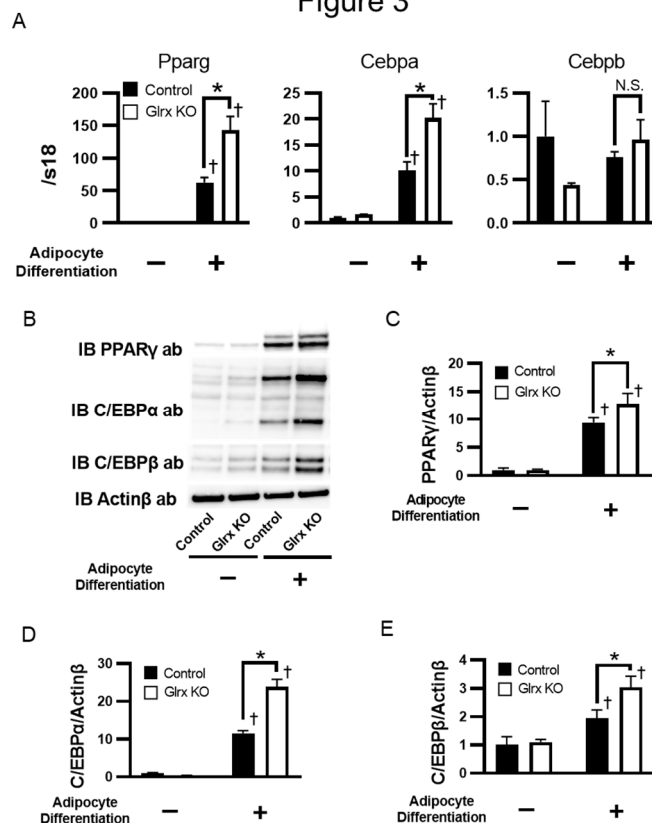 Figure 3
A
Pparg
Cebpa
Cebpb
/s18
200
150
100
50
0
Control
Glrx KO
*
†
†
25
20
15
10
5
0
*
†
†
1.5
1.0
0.5
0.0
N.S.
Adipocyte
Differentiation
− + − + − +
B
IB PPARγ ab
IB C/EBPα ab
IB C/EBPβ ab
IB Actinβ ab
Control
Glrx KO
Control
Glrx KO
Adipocyte
Differentiation
− +
C
PPARγ/Actinβ
20
15
10
5
0
Control
Glrx KO
*
†
†
Adipocyte
Differentiation
− +
D
C/EBPα/Actinβ
30
20
10
0
Control
Glrx KO
*
†
†
Adipocyte
Differentiation
− +
E
C/EBPβ/Actinβ
4
3
2
1
0
Control
Glrx KO
*
†
†
Adipocyte
Differentiation
− +